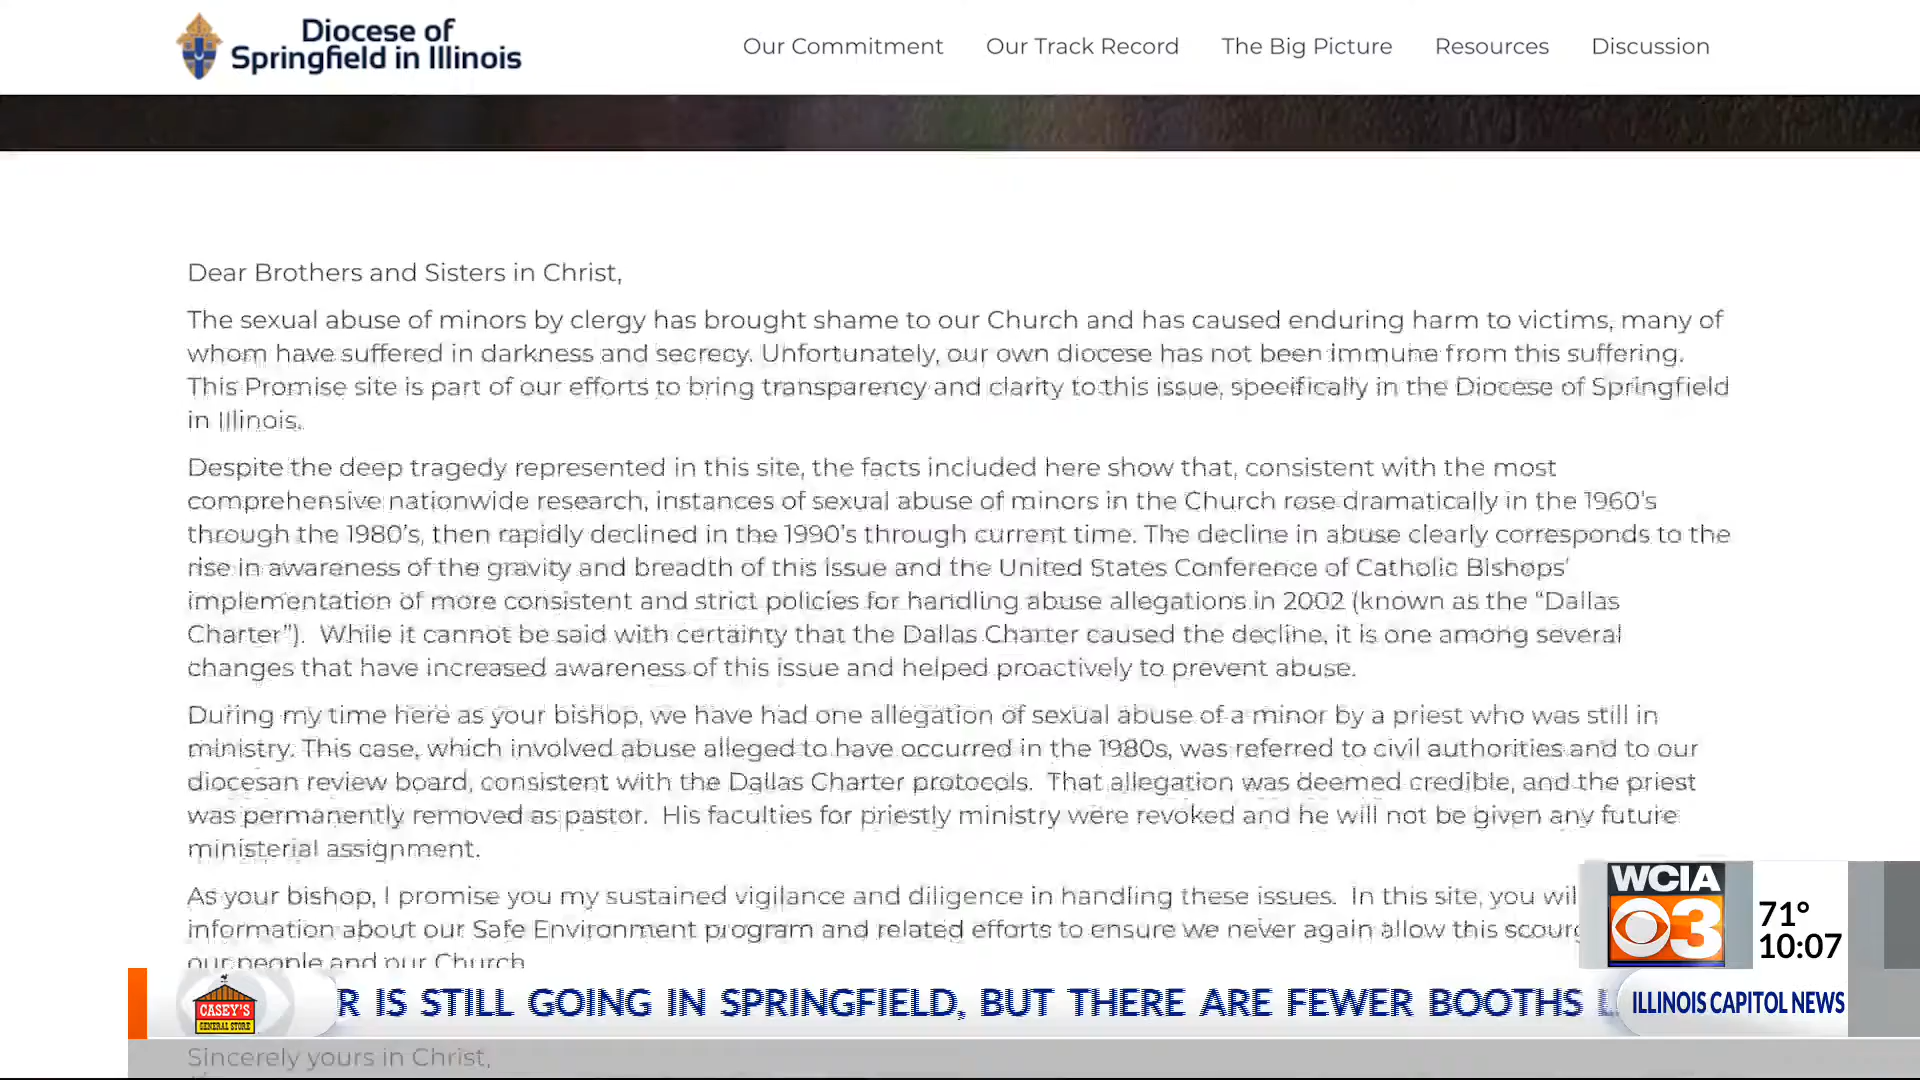 Diocese of
Springfield in Illinois
Our Commitment Our Track Record The Big Picture Resources Discussion
Dear Brothers and Sisters in Christ,
The sexual abuse of minors by clergy has brought shame to our Church and has caused enduring harm to victims, many of
whom have suffered in darkness and secrecy. Unfortunately, our own diocese has not been immune from this suffering.
This Promise site is part of our efforts to bring transparency and clarity to this issue, specifically in the Diocese of Springfield
in Illinois.
Despite the deep tragedy represented in this site, the facts included here show that, consistent with the most
comprehensive nationwide research, instances of sexual abuse of minors in the Church rose dramatically in the 1960's
through the 1980's, then rapidly declined in the 1990's through current time. The decline in abuse clearly corresponds to the
rise in awareness of the gravity and breadth of this issue and the United States Conference of Catholic Bishops'
implementation of more consistent and strict policies for handling abuse allegations in 2002 (known as the “Dallas
Charter”).  While it cannot be said with certainty that the Dallas Charter caused the decline, it is one among several
changes that have increased awareness of this issue and helped proactively to prevent abuse.
During my time here as your bishop, we have had one allegation of sexual abuse of a minor by a priest who was still in
ministry. This case, which involved abuse alleged to have occurred in the 1980s, was referred to civil authorities and to our
diocesan review board, consistent with the Dallas Charter protocols.  That allegation was deemed credible, and the priest
was permanently removed as pastor.  His faculties for priestly ministry were revoked and he will not be given any future
ministerial assignment.
As your bishop, I promise you my sustained vigilance and diligence in handling these issues.  In this site, you wil
information about our Safe Environment program and related efforts to ensure we never again allow this scourg
our people and our Church
WCIA
3
71°
10:07
CASEY'S
GENERAL STORE
R IS STILL GOING IN SPRINGFIELD, BUT THERE ARE FEWER BOOTHS
ILLINOIS CAPITOL NEWS
Sincerely yours in Christ,